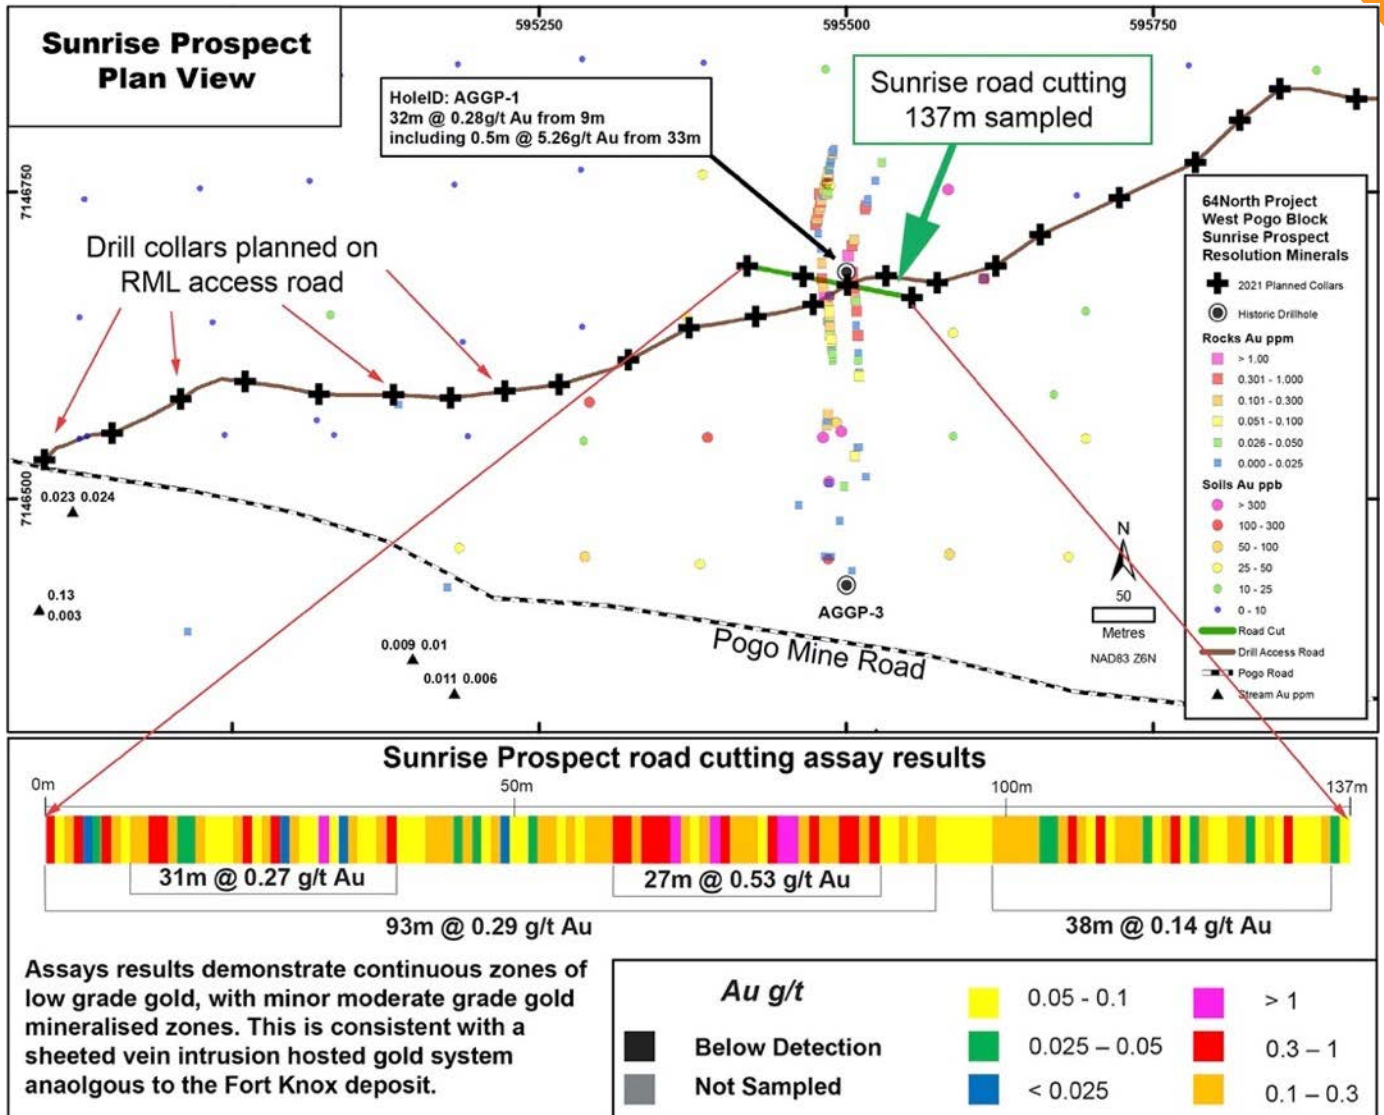 Sunrise Prospect
Plan View
595250
595500
595750
7146750
7146500
HoleID: AGGP-1
32m @ 0.28g/t Au from 9m
including 0.5m @ 5.26g/t Au from 33m
Sunrise road cutting
137m sampled
Drill collars planned on
RML access road
0.023 0.024
0.13
0.003
0.009 0.01
0.011 0.006
AGGP-3
Pogo Mine Road
N
50
Metres
NAD83 Z6N
64North Project
West Pogo Block
Sunrise Prospect
Resolution Minerals
2021 Planned Collars
Historic Drillhole
Rocks Au ppm
> 1.00
0.301 - 1.000
0.101 - 0.300
0.051 - 0.100
0.026 - 0.050
0.000 - 0.025
Soils Au ppb
> 300
100 - 300
50 - 100
25 - 50
10 - 25
0 - 10
Road Cut
Drill Access Road
Pogo Road
Stream Au ppm
Sunrise Prospect road cutting assay results
0m
50m
100m
137m
31m @ 0.27 g/t Au
27m @ 0.53 g/t Au
93m @ 0.29 g/t Au
38m @ 0.14 g/t Au
Assays results demonstrate continuous zones of
low grade gold, with minor moderate grade gold
mineralised zones. This is consistent with a
sheeted vein intrusion hosted gold system
anaolgous to the Fort Knox deposit.
Au g/t
Below Detection
Not Sampled
0.05 - 0.1
0.025 – 0.05
< 0.025
> 1
0.3 – 1
0.1 – 0.3